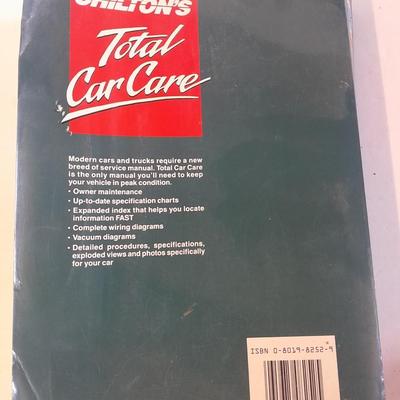 CHILTON'S
Total
Car Care
Modern cars and trucks require a new
breed of service manual. Total Car Care
is the only manual you'll need to keep
your vehicle in peak condition.
• Owner maintenance
• Up-to-date specification charts
• Expanded index that helps you locate
information FAST
• Complete wiring diagrams
• Vacuum diagrams
• Detailed procedures, specifications,
exploded views and photos specifically
for your car
ISBN 0-8019-8252-9